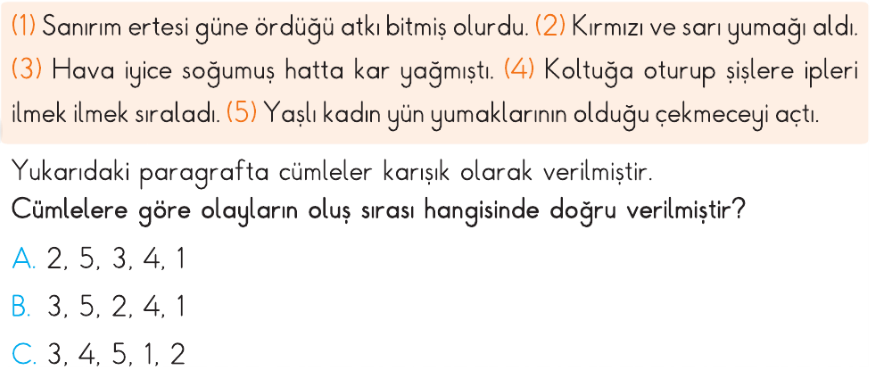 (1) Sanırım ertesi güne ördüğü atkı bitmiş olurdu. (2) Kırmızı ve sarı yumağı aldı.
(3) Hava iyice soğumuş hatta kar yağmıştı. (4) Koltuğa oturup şişlere ipleri
ilmek ilmek sıraladı. (5) Yaşlı kadın yün yumaklarının olduğu çekmeceyi açtı.
Yukarıdaki paragrafta cümleler karışık olarak verilmiştir.
Cümlelere göre olayların oluş sırası hangisinde doğru verilmiştir?
A. 2, 5, 3, 4, 1
B. 3, 5, 2, 4, 1
C. 3, 4, 5, 1, 2